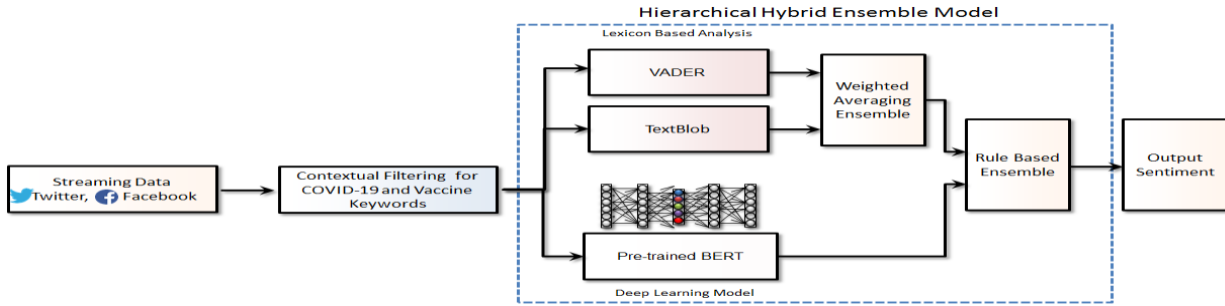 Hierarchical Hybrid Ensemble Model
Lexicon Based Analysis
VADER
TextBlob
Weighted
Averaging
Ensemble
Streaming Data
Twitter, Facebook
Contextual Filtering for
COVID-19 and Vaccine
Keywords
Pre-trained BERT
Deep Learning Model
Rule Based
Ensemble
Output
Sentiment